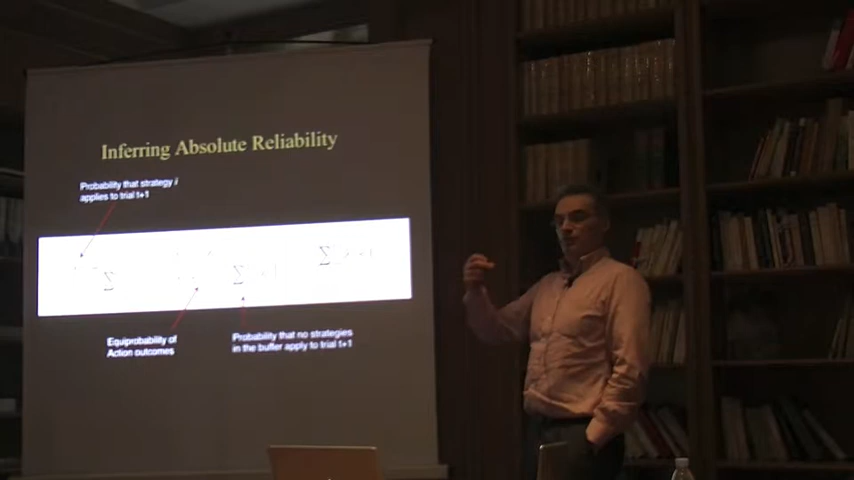 Inferring Absolute Reliability
Probability that strategy i
applies to trial t+1
Equiprobability of
Action outcomes
Probability that no strategies
in the buffer apply to trial t+1